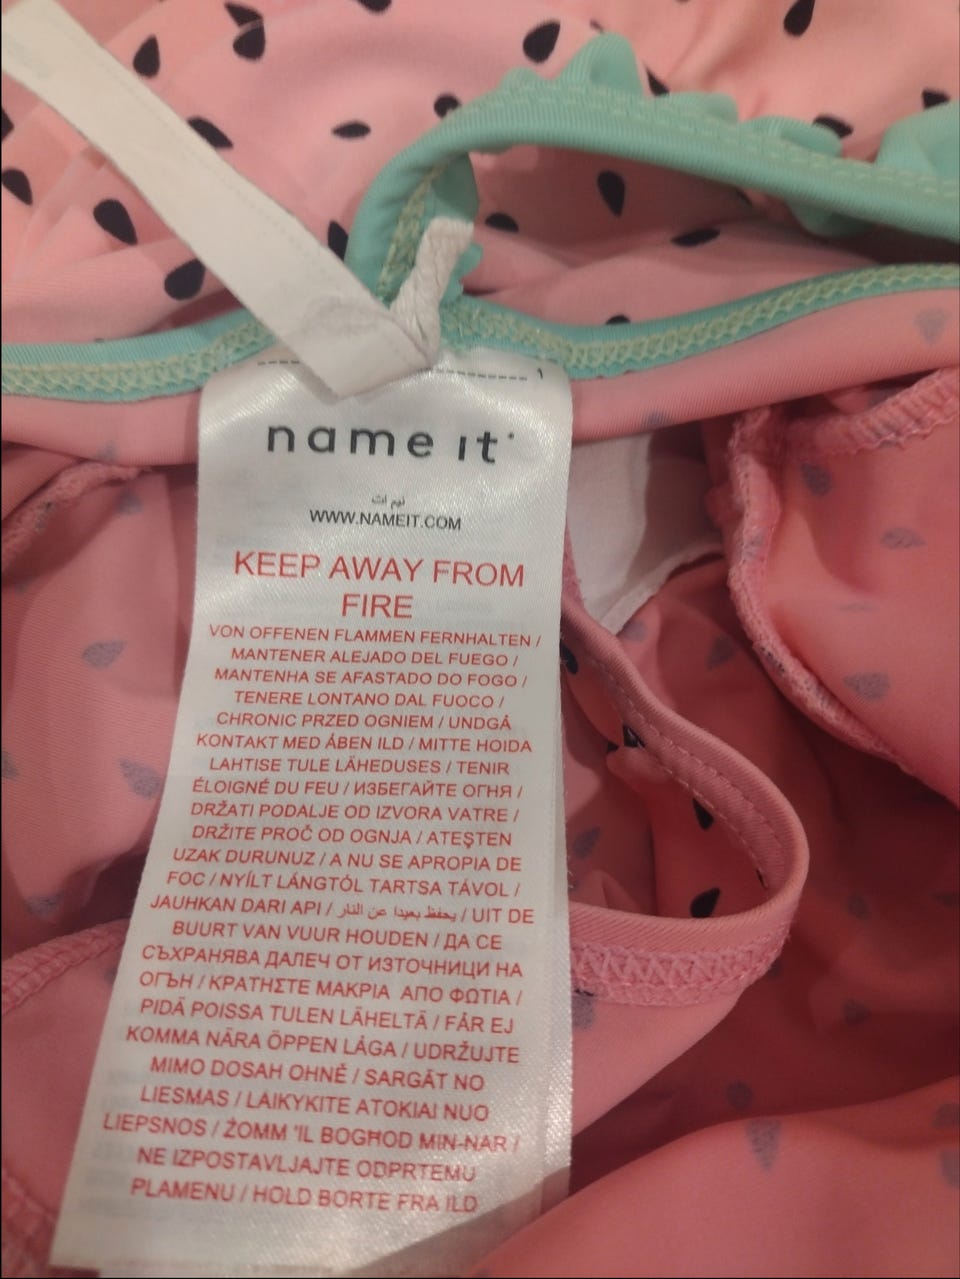 1
name it
نيم ات
WWW.NAMEIT.COM
KEEP AWAY FROM
FIRE
VON OFFENEN FLAMMEN FERNHALTEN /
MANTENER ALEJADO DEL FUEGO /
MANTENHA SE AFASTADO DO FOGO /
TENERE LONTANO DAL FUOCO /
CHRONIC PRZED OGNIEM / UNDGÅ
KONTAKT MED ÅBEN ILD / MITTE HOIDA
LAHTISE TULE LÄHEDUSES / TENIR
ÉLOIGNÉ DU FEU / ИЗБЕГАЙТЕ ОГНЯ /
DRŽATI PODALJE OD IZVORA VATRE /
DRŽITE PROČ OD OGNJA / ATEŞTEN
UZAK DURUNUZ / A NU SE APROPIA DE
FOC / NYÍLT LÁNGTÓL TARTSA TÁVOL /
JAUHKAN DARI API / يحفظ بعيدا عن النار / UIT DE
BUURT VAN VUUR HOUDEN / ДА СЕ
СЪХРАНЯВА ДАЛЕЧ ОТ ИЗТОЧНИЦИ НА
ОГЪН / ΚΡΑΤΗΣΤΕ ΜΑΚΡΙΑ ΑΠΟ ΦΩΤΙΑ /
PIDÄ POISSA TULEN LÄHELTÄ / FÅR EJ
KOMMA NÄRA ÖPPEN LÅGA / UDRŽUJTE
MIMO DOSAH OHNĚ / SARGĀT NO
LIESMAS / LAIKYKITE ATOKIAI NUO
LIEPSNOS / ŻOMM 'IL BOGĦOD MIN-NAR /
NE IZPOSTAVLJAJTE ODPRTEMU
PLAMENU / HOLD BORTE FRA ILD